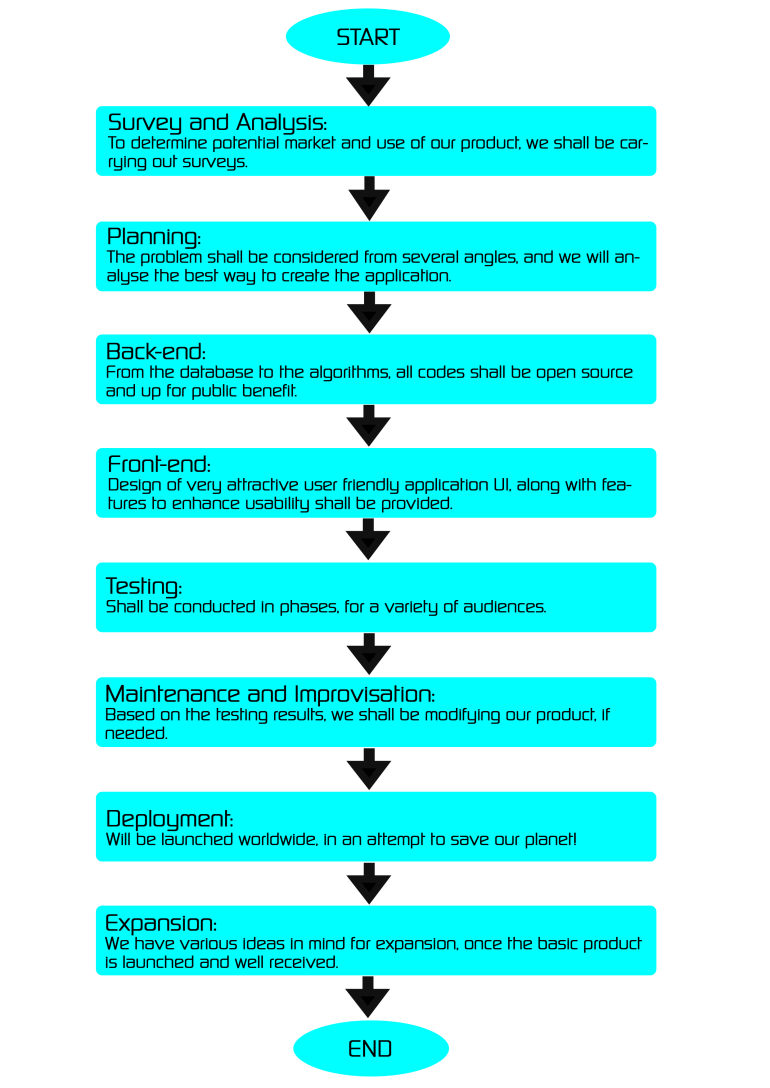 START
Survey and Analysis:
To determine potential market and use of our product, we shall be car-
rying out surveys.
Planning:
The problem shall be considered from several angles, and we will an-
alyse the best way to create the application.
Back-end:
From the database to the algorithms, all codes shall be open source
and up for public benefit.
Front-end:
Design of very attractive user friendly application UI, along with fea-
tures to enhance usability shall be provided.
Testing:
Shall be conducted in phases, for a variety of audiences.
Maintenance and Improvisation:
Based on the testing results, we shall be modifying our product, if
needed.
Deployment:
Will be launched worldwide, in an attempt to save our planet!
Expansion:
We have various ideas in mind for expansion, once the basic product
is launched and well received.
END